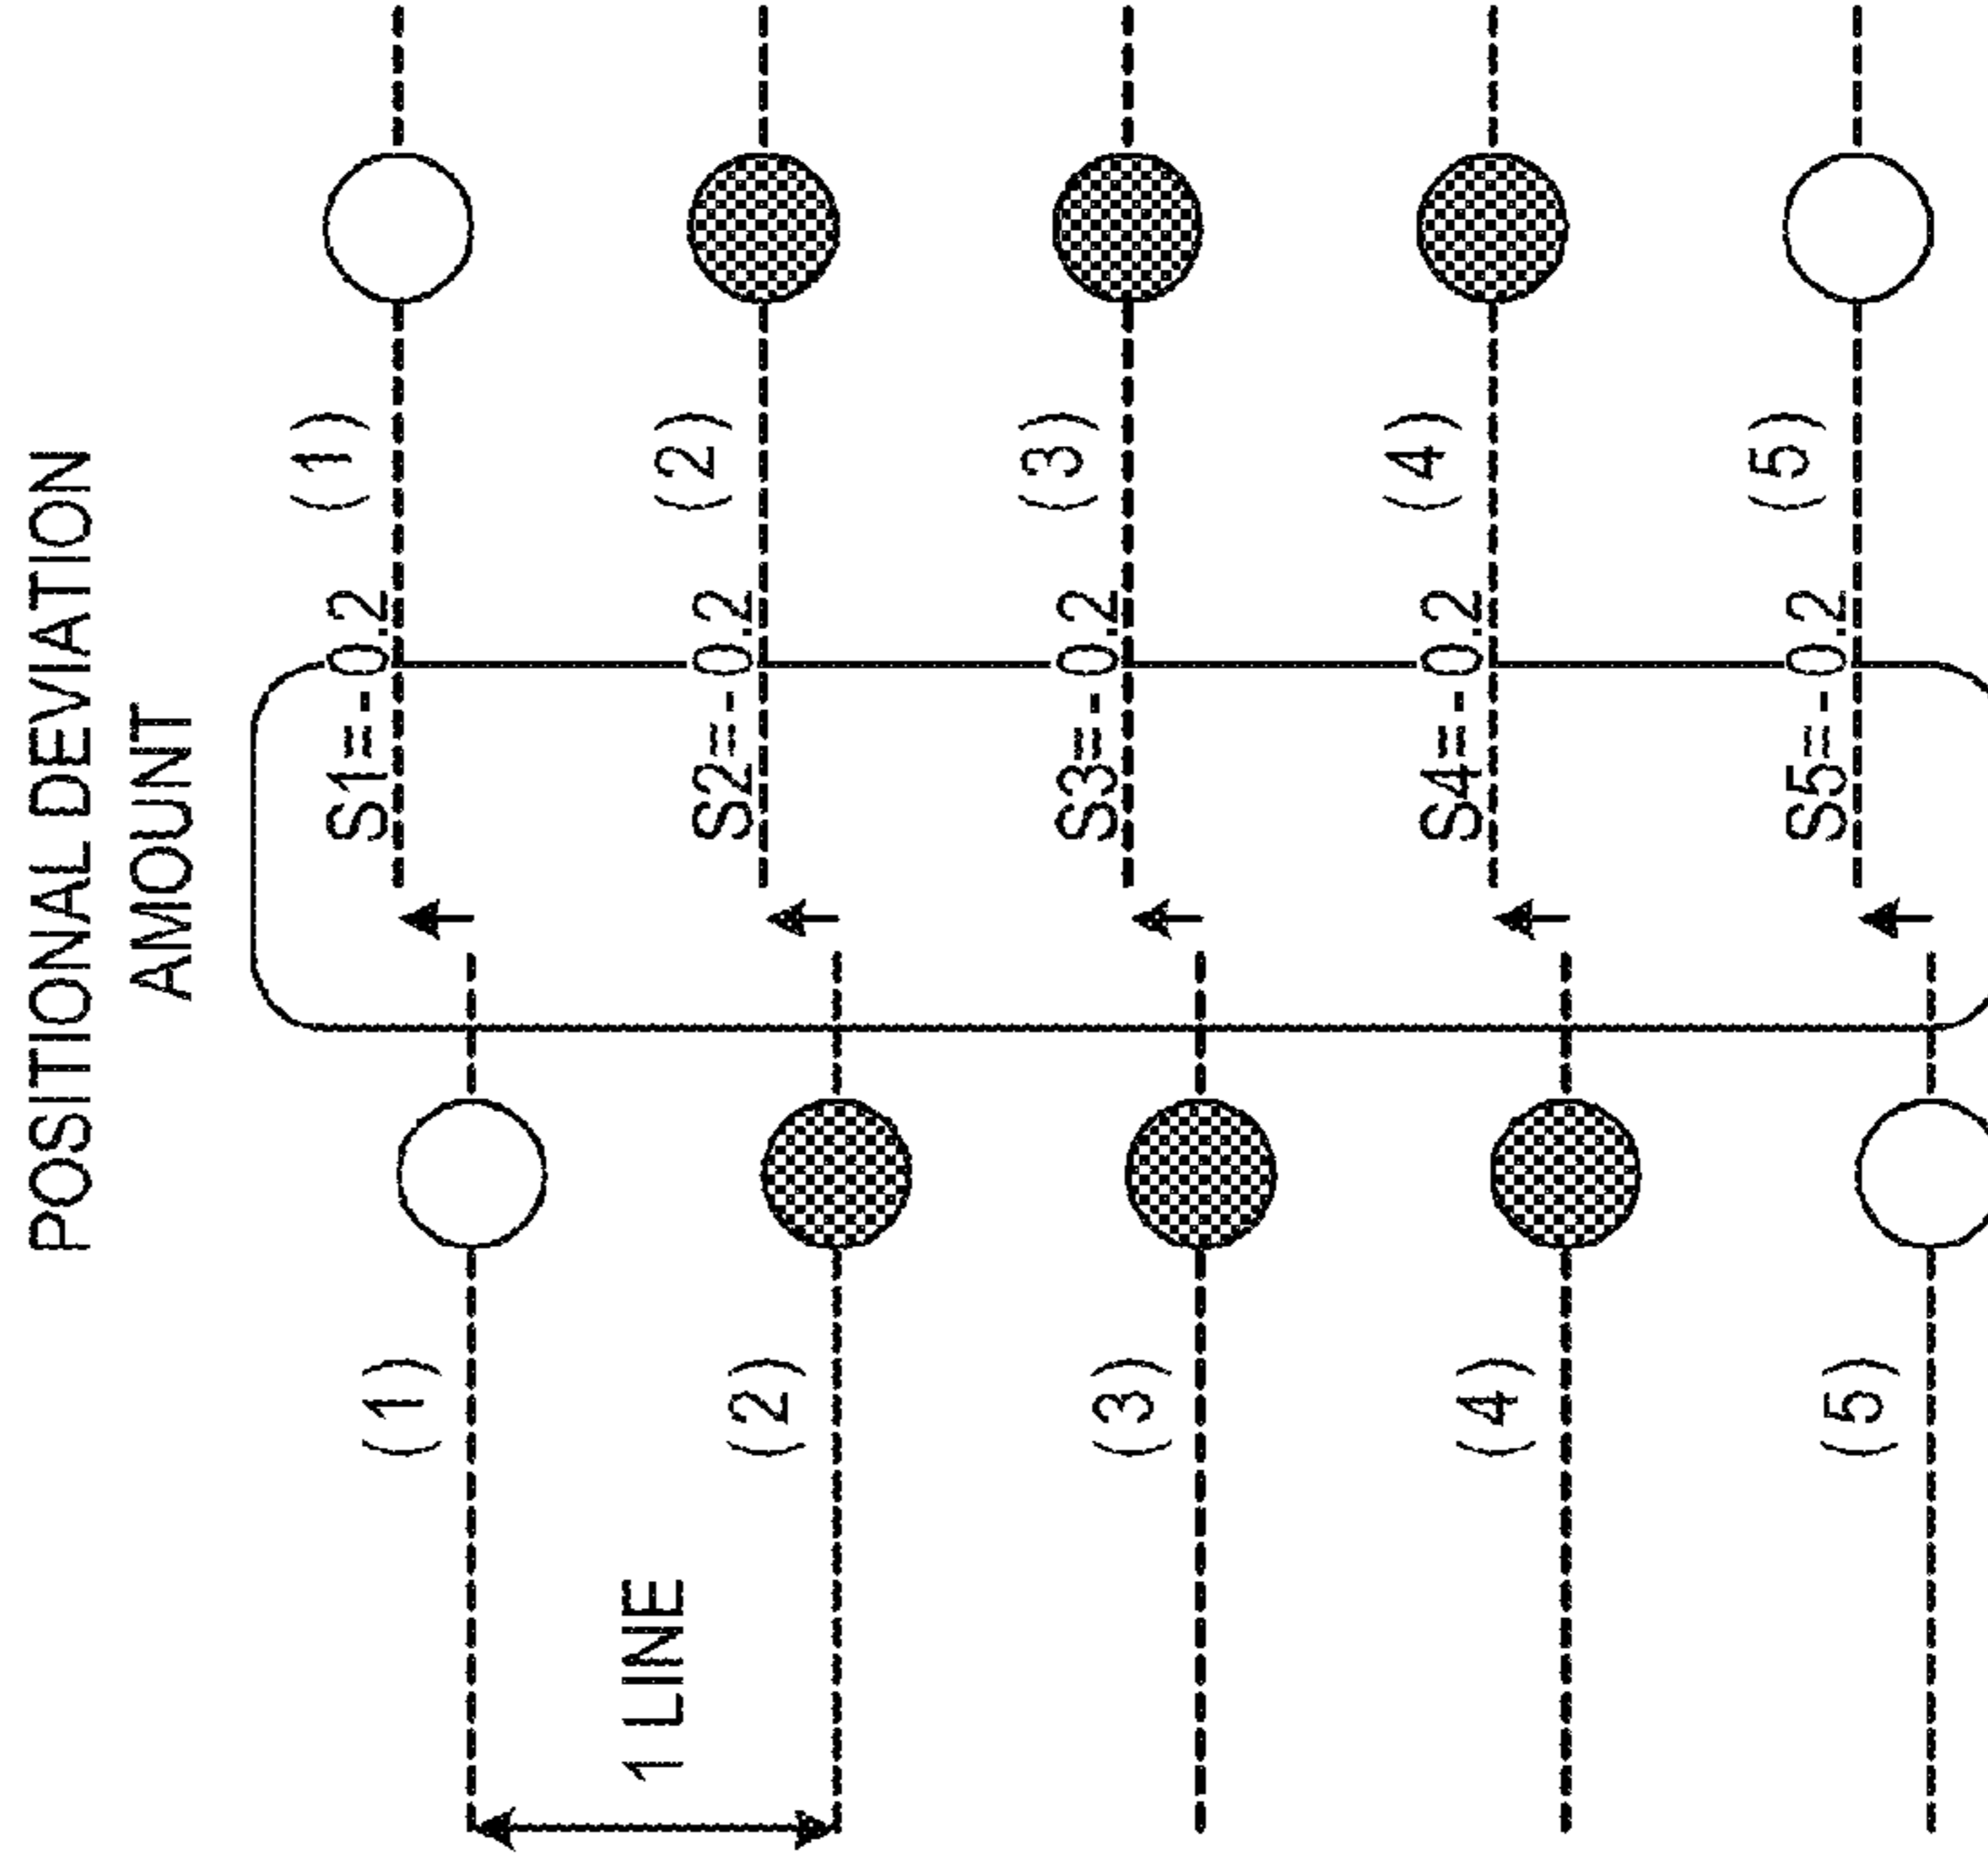 POSITIONAL DEVIATION
AMOUNT
S1=-0.2 (1)
S2=-0.2 (2)
S3=-0.2 (3)
S4=-0.2 (4)
S5=-0.2 (5)
(1)
1 LINE (2)
(3)
(4)
(5)